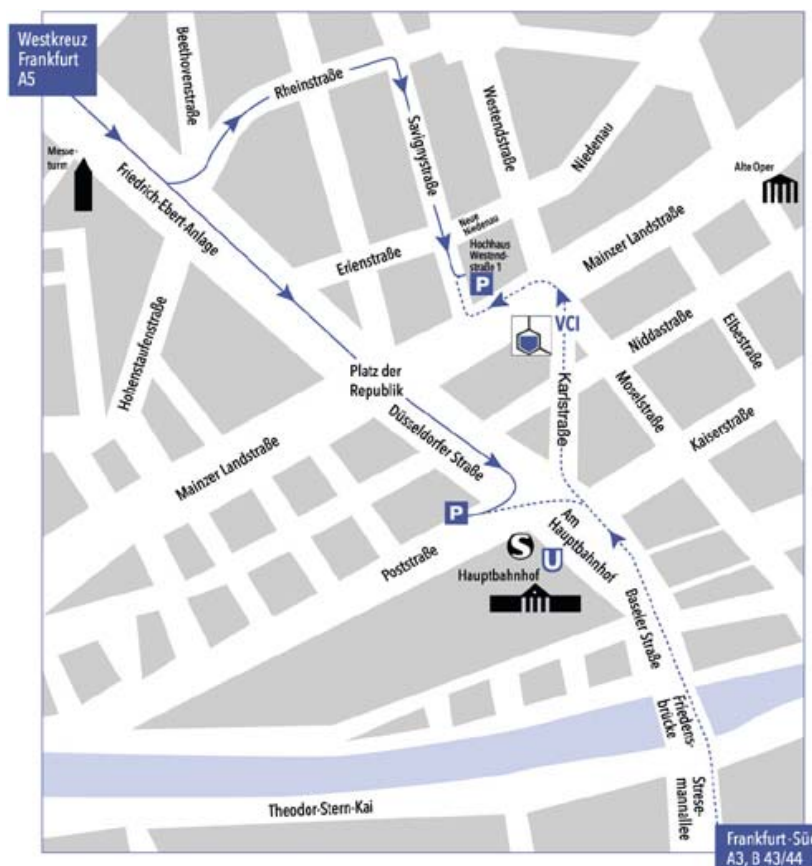 Westkreuz
Frankfurt
A5
Beethovenstraße
Rheinstraße
Savignystraße
Westendstraße
Niedenau
Messe-
turm
Friedrich-Ebert-Anlage
Alte Oper
Neue
Niedenau
Hochhaus
Westend-
straße 1
P
Erlenstraße
Mainzer Landstraße
Hohenstaufenstraße
VCI
Niddastraße
Elbestraße
Platz der
Republik
Karlstraße
Moselstraße
Kaiserstraße
Düsseldorfer Straße
Mainzer Landstraße
P
Poststraße
Am
Hauptbahnhof
S
U
Hauptbahnhof
Baseler Straße
Friedens-
brücke
Strese-
mannallee
Theodor-Stern-Kai
Frankfurt-Sü
A3, B 43/44